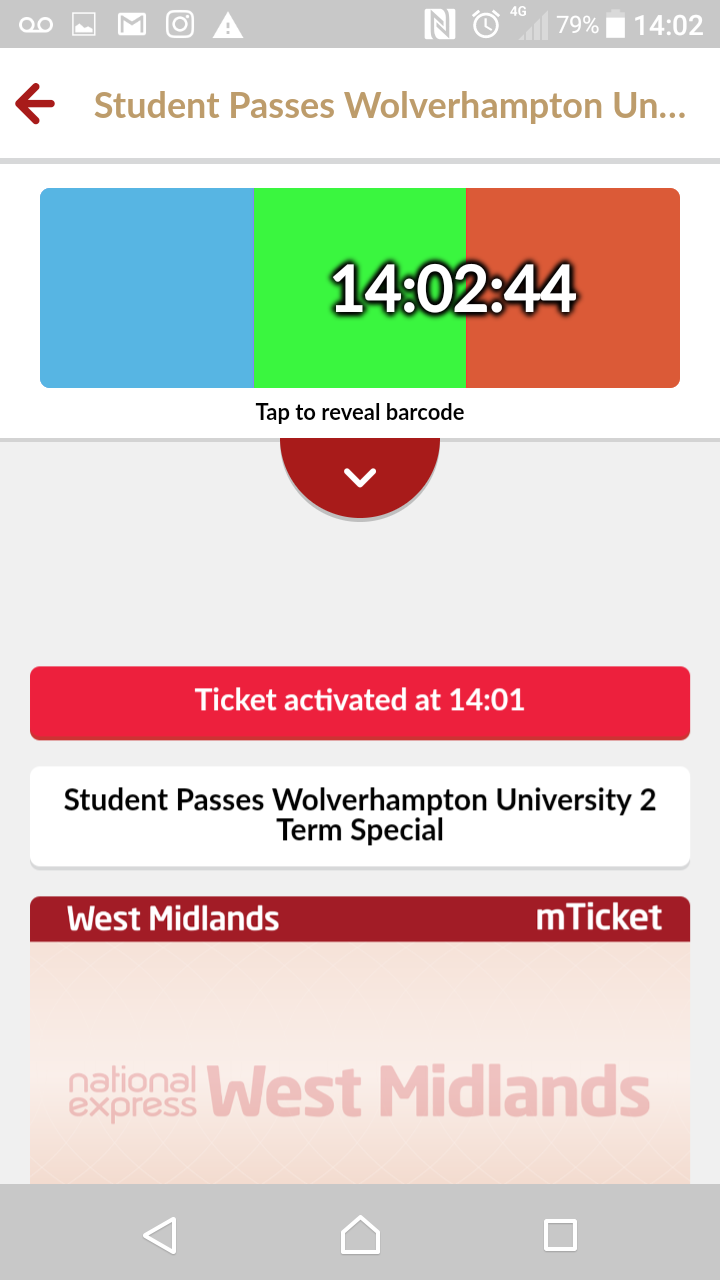 4G 79% 14:02
Student Passes Wolverhampton Un...
14:02:44
Tap to reveal barcode
Ticket activated at 14:01
Student Passes Wolverhampton University 2
Term Special
West Midlands mTicket
national express West Midlands